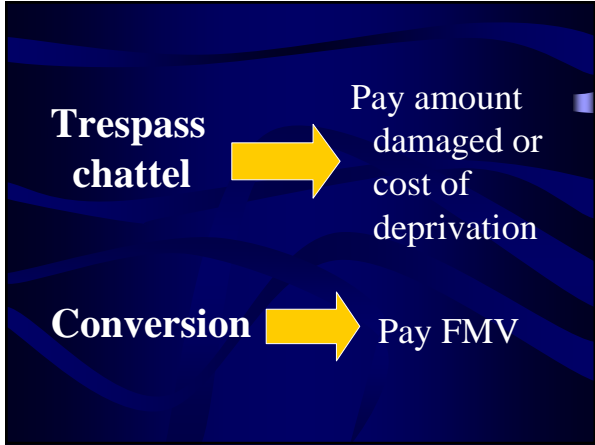 Trespass
chattel
Pay amount
damaged or
cost of
deprivation
Conversion
Pay FMV